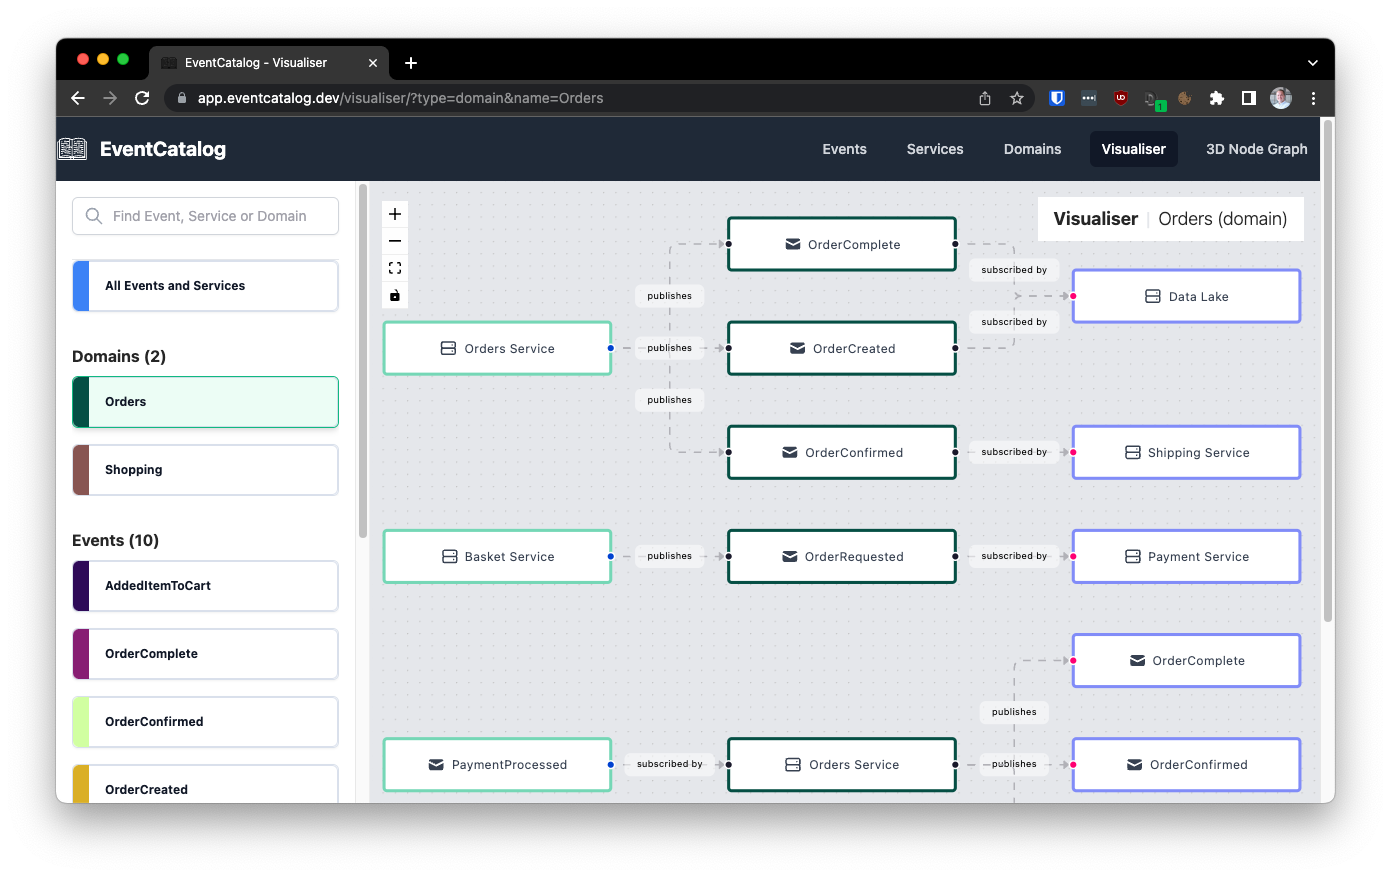 EventCatalog - Visualiser
app.eventcatalog.dev/visualiser/?type=domain&name=Orders
1
EventCatalog
Events
Services
Domains
Visualiser
3D Node Graph
Find Event, Service or Domain
All Events and Services
Domains (2)
Orders
Shopping
Events (10)
AddedItemToCart
OrderComplete
OrderConfirmed
OrderCreated
Visualiser | Orders (domain)
OrderComplete
subscribed by
publishes
Data Lake
subscribed by
Orders Service
publishes
OrderCreated
publishes
OrderConfirmed
subscribed by
Shipping Service
Basket Service
publishes
OrderRequested
subscribed by
Payment Service
OrderComplete
publishes
PaymentProcessed
subscribed by
Orders Service
publishes
OrderConfirmed